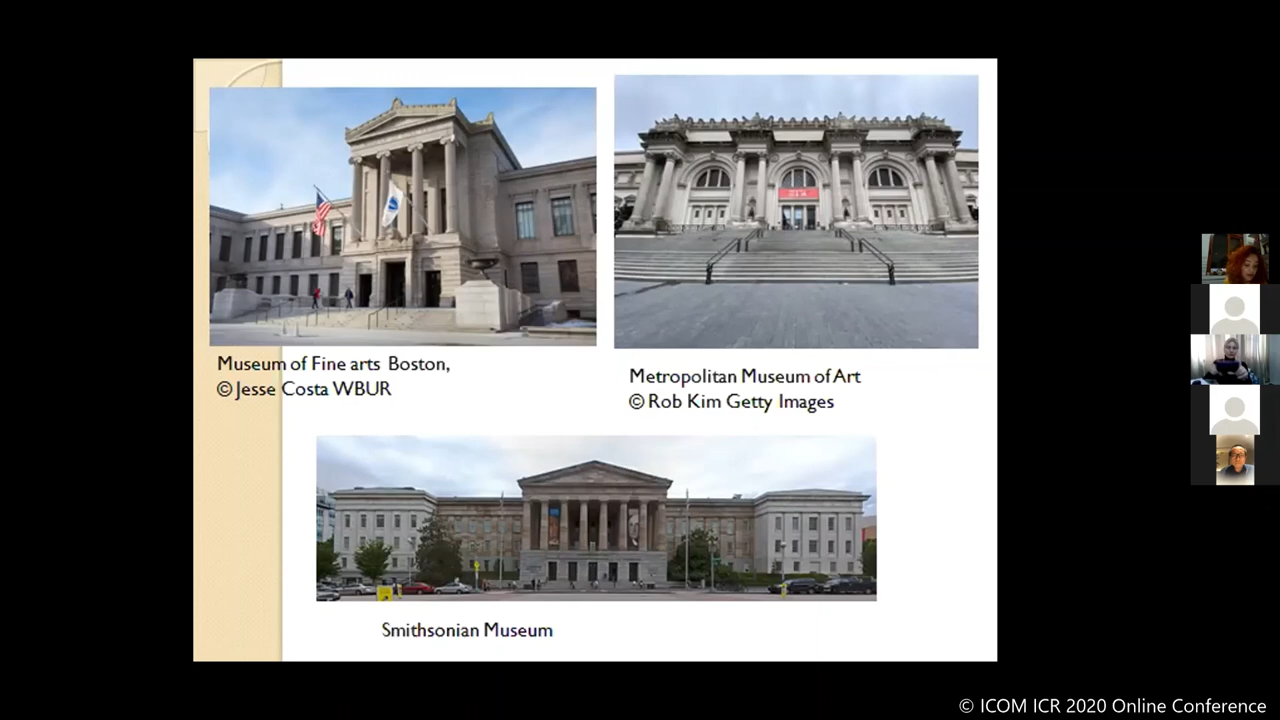 Museum of Fine arts Boston,
© Jesse Costa WBUR
Metropolitan Museum of Art
© Rob Kim Getty Images
Smithsonian Museum
© ICOM ICR 2020 Online Conference